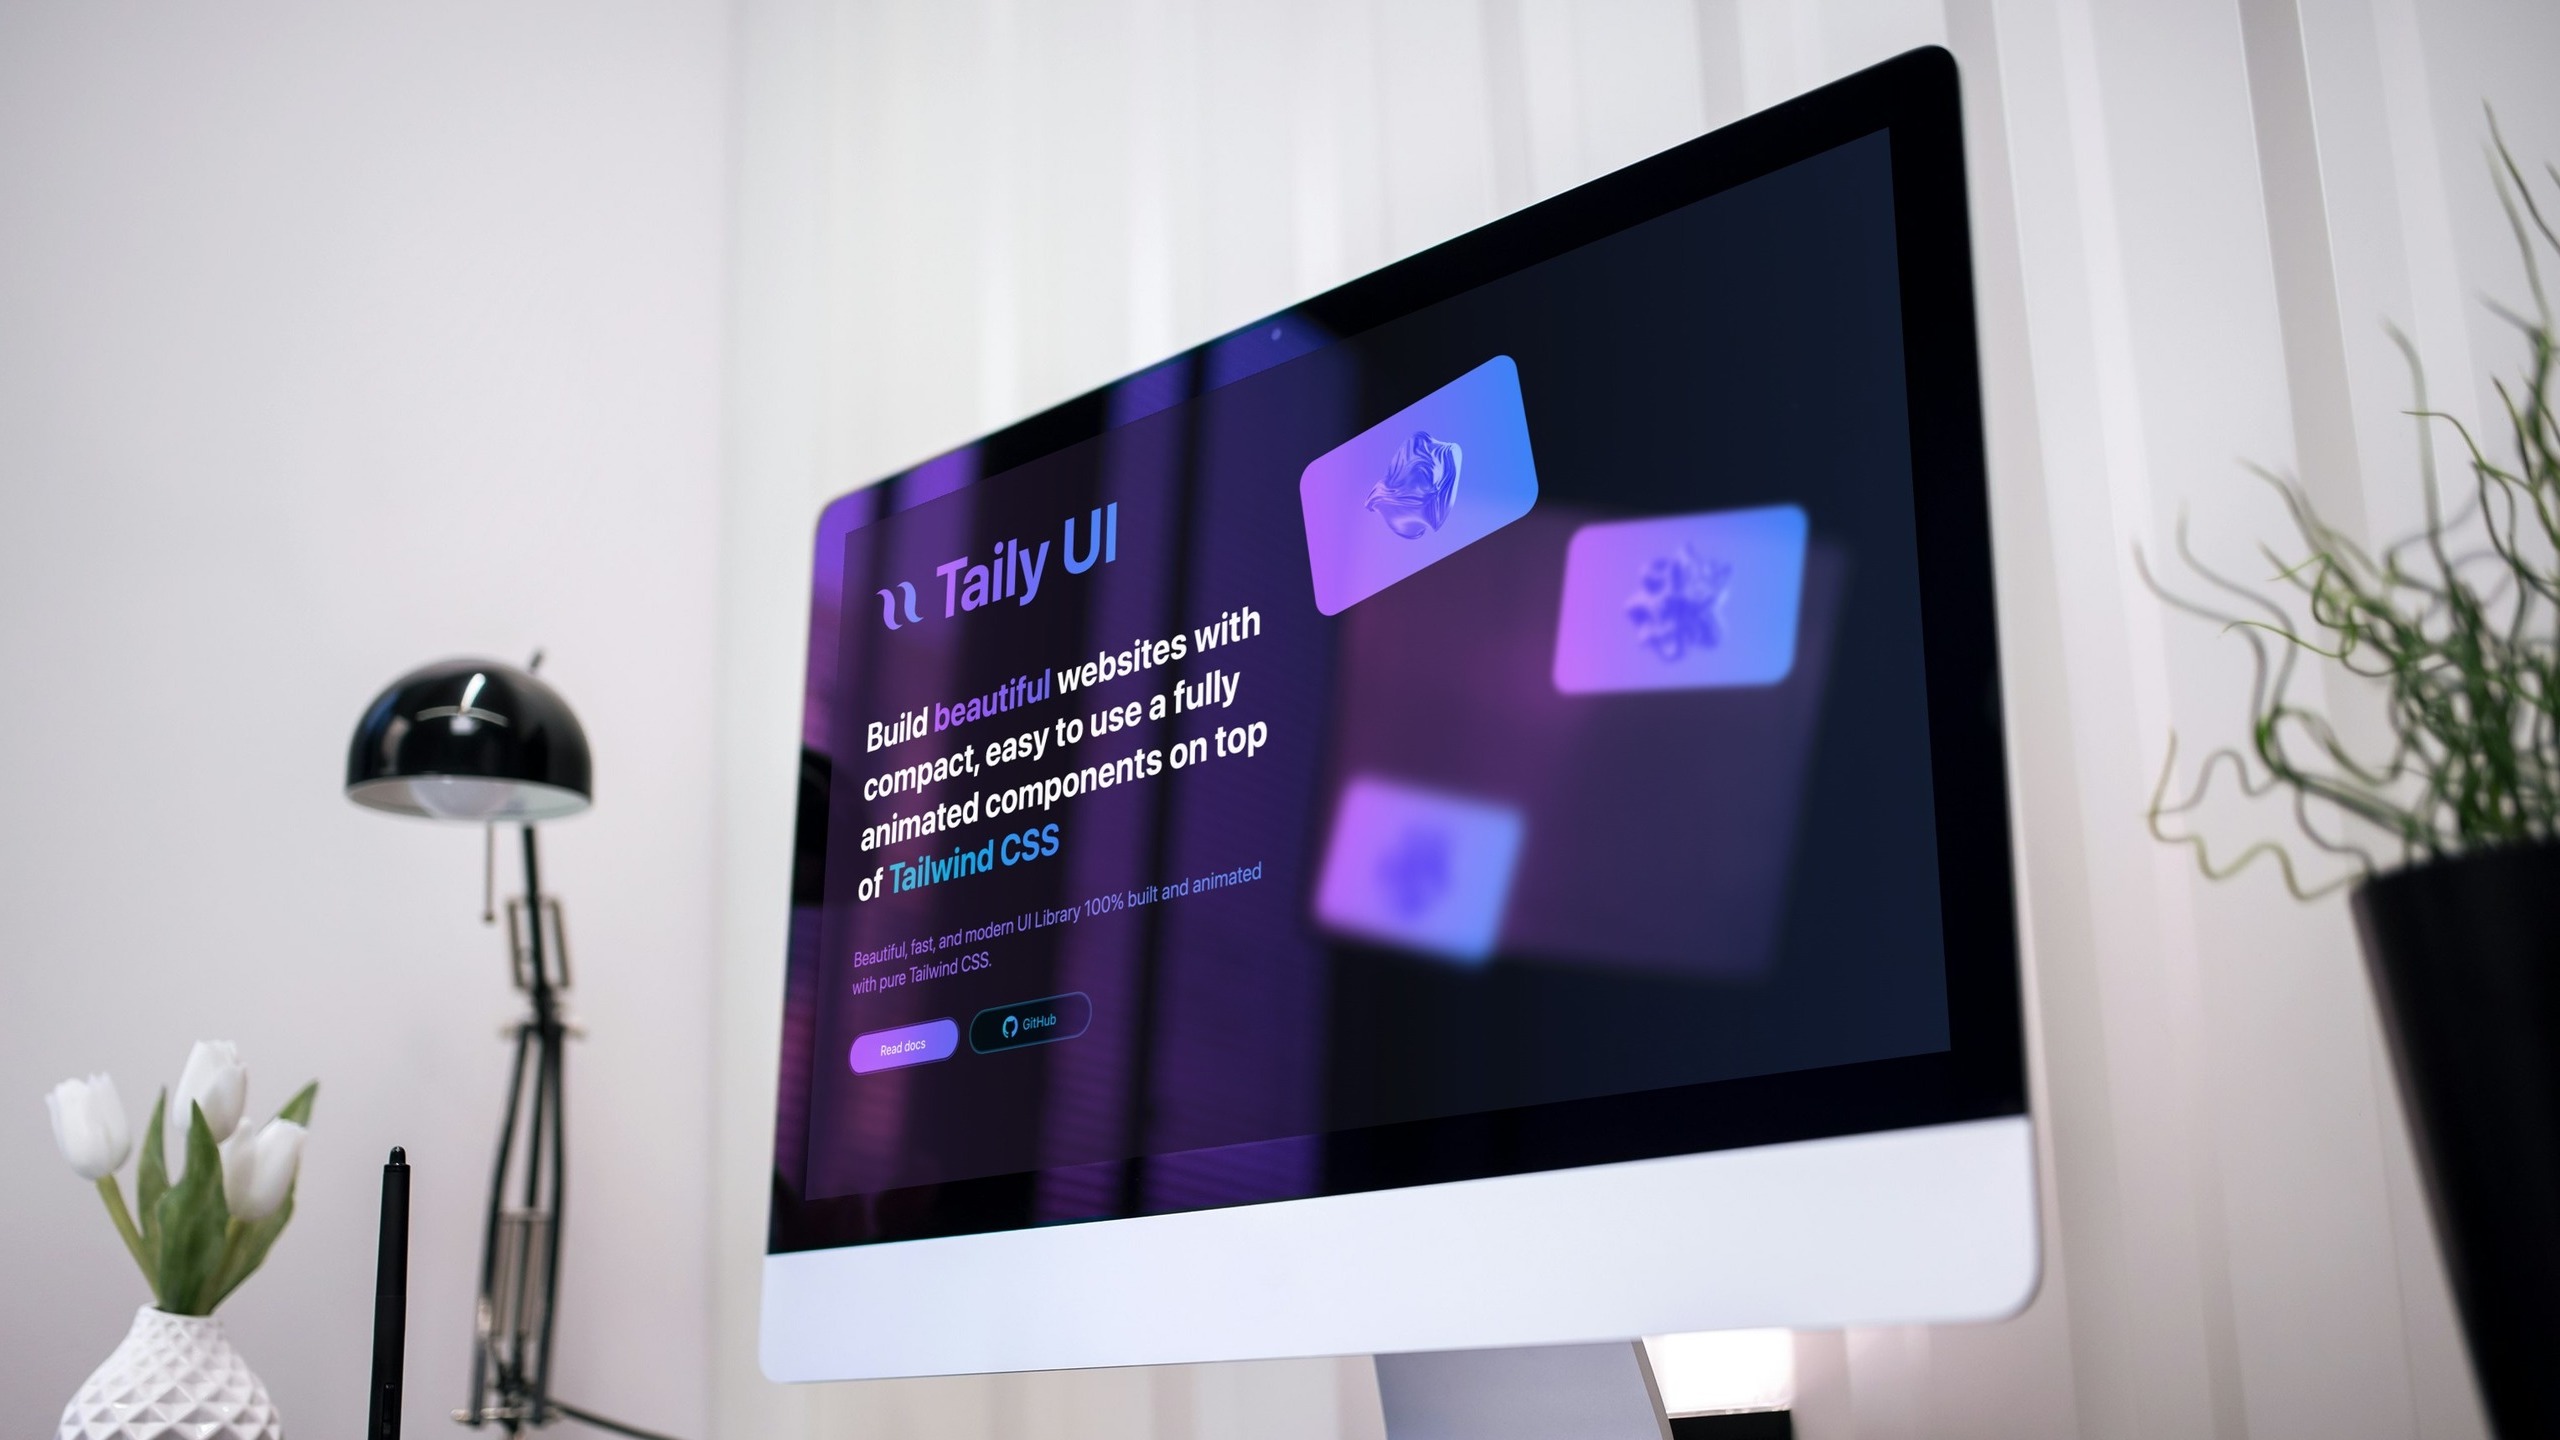 Taily UI
Build beautiful websites with
compact, easy to use a fully
animated components on top
of Tailwind CSS
Beautiful, fast, and modern UI Library 100% built and animated
with pure Tailwind CSS.
Read docs
GitHub